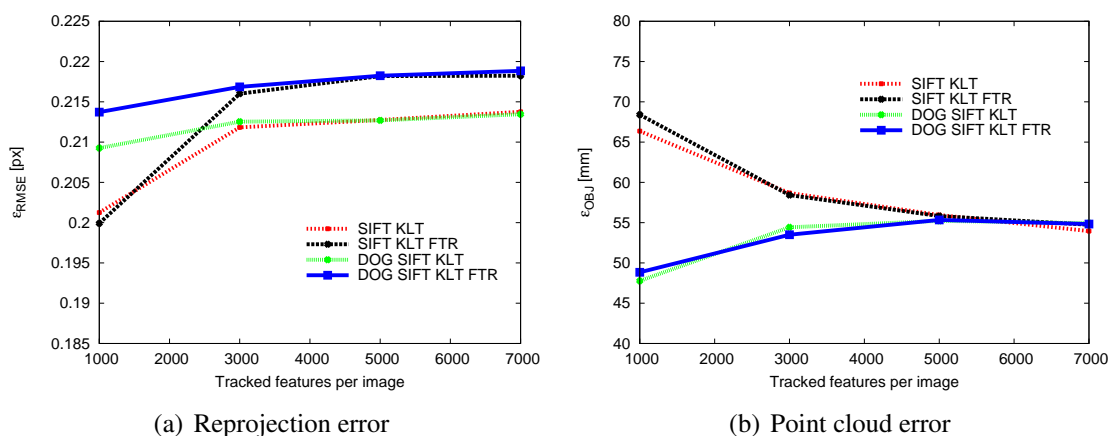 0.225
0.22
0.215
0.21
0.205
0.2
0.195
0.19
0.185
1000 2000 3000 4000 5000 6000 7000
εRMSE [px]
Tracked features per image
SIFT KLT
SIFT KLT FTR
DOG SIFT KLT
DOG SIFT KLT FTR
(a) Reprojection error
80
75
70
65
60
55
50
45
40
1000 2000 3000 4000 5000 6000 7000
εOBJ [mm]
Tracked features per image
SIFT KLT
SIFT KLT FTR
DOG SIFT KLT
DOG SIFT KLT FTR
(b) Point cloud error